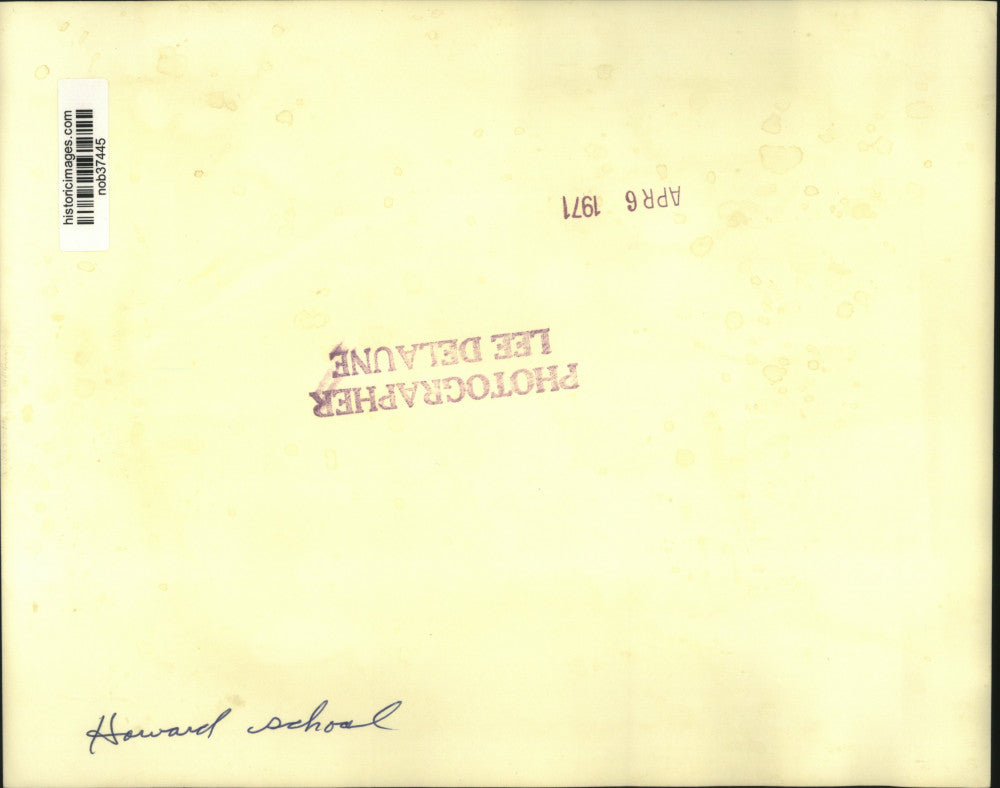 historicimages.com
nob37445
APR 6 1971
PHOTOGRAPHER
LEE DELAUNE
Howard school